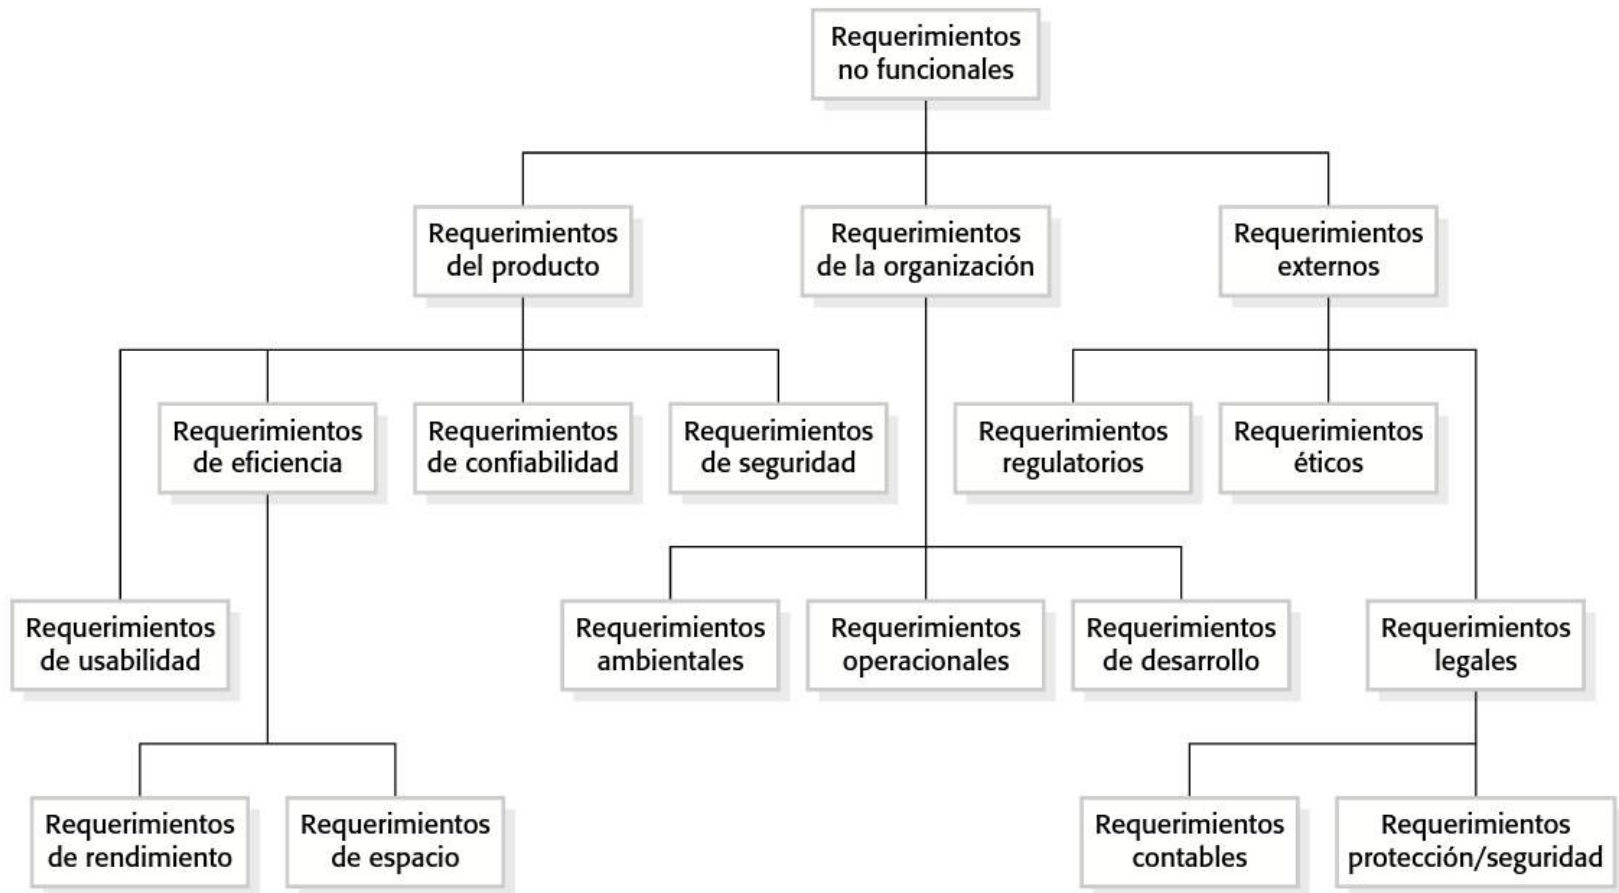 Requerimientos
no funcionales
Requerimientos
del producto
Requerimientos
de la organización
Requerimientos
externos
Requerimientos
de eficiencia
Requerimientos
de confiabilidad
Requerimientos
de seguridad
Requerimientos
regulatorios
Requerimientos
éticos
Requerimientos
de usabilidad
Requerimientos
ambientales
Requerimientos
operacionales
Requerimientos
de desarrollo
Requerimientos
legales
Requerimientos
de rendimiento
Requerimientos
de espacio
Requerimientos
contables
Requerimientos
protección/seguridad